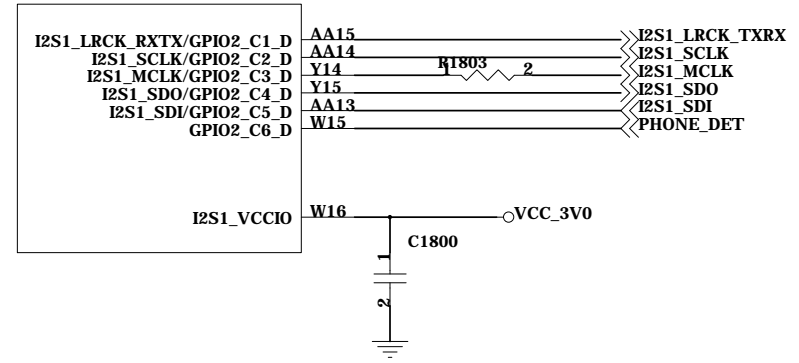 I2S1_LRCK_RXTX/GPIO2_C1_D AA15 I2S1_LRCK_TXRX
I2S1_SCLK/GPIO2_C2_D AA14 I2S1_SCLK
I2S1_MCLK/GPIO2_C3_D Y14 1 R1803 2 I2S1_MCLK
I2S1_SDO/GPIO2_C4_D Y15 I2S1_SDO
I2S1_SDI/GPIO2_C5_D AA13 I2S1_SDI
GPIO2_C6_D W15 PHONE_DET
I2S1_VCCIO W16 VCC_3V0
C1800
1
2